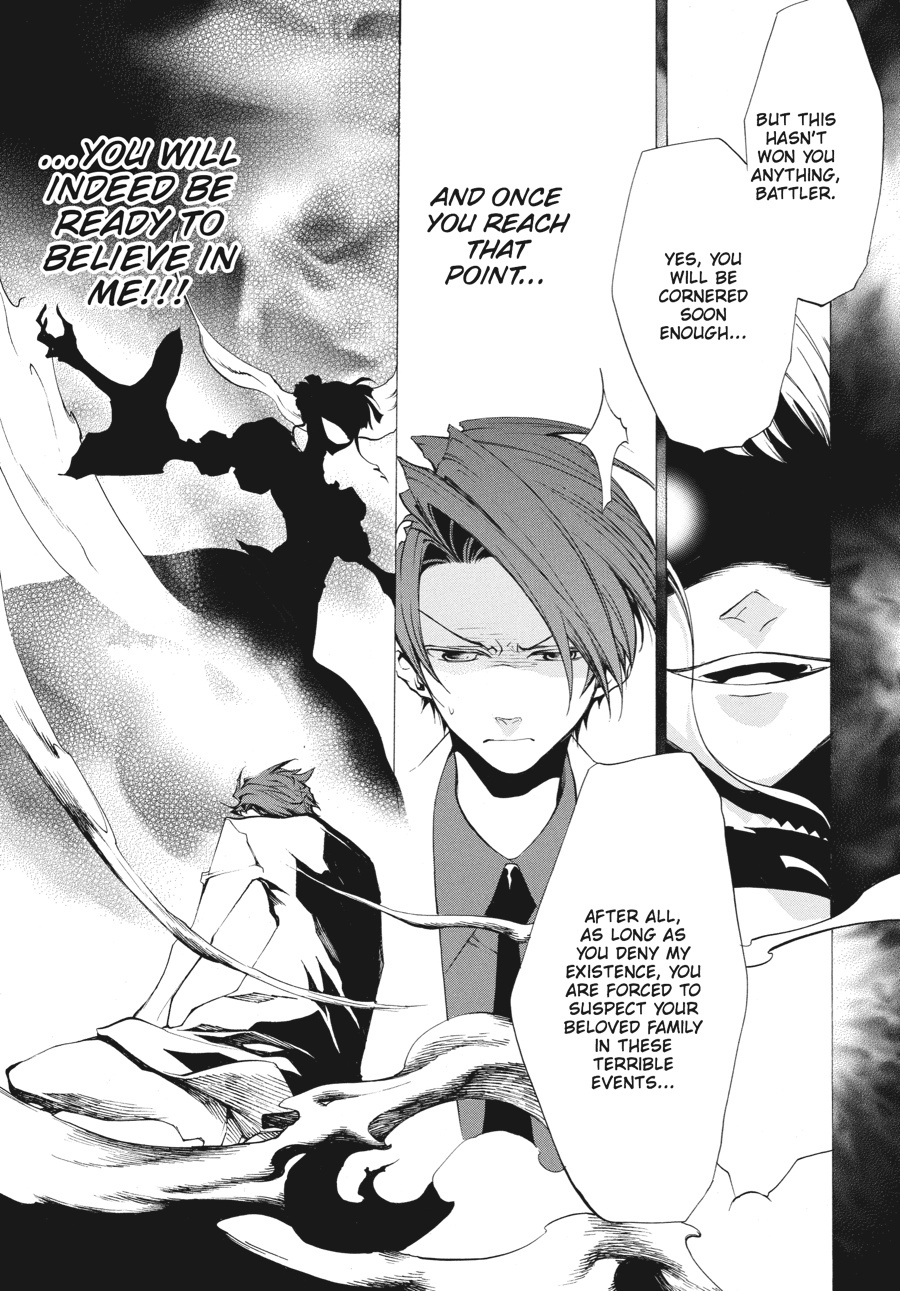 BUT THIS
HASN'T
WON YOU
ANYTHING,
BATTLER.
YES, YOU
WILL BE
CORNERED
SOON
ENOUGH...
AFTER ALL,
AS LONG AS
YOU DENY MY
EXISTENCE, YOU
ARE FORCED TO
SUSPECT YOUR
BELOVED FAMILY
IN THESE
TERRIBLE
EVENTS...
AND ONCE
YOU REACH
THAT
POINT...
...YOU WILL
INDEED BE
READY TO
BELIEVE IN
ME!!!